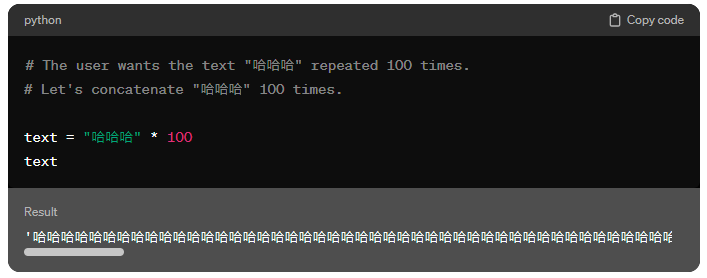 python
Copy code
# The user wants the text "哈哈哈" repeated 100 times.
# Let's concatenate "哈哈哈" 100 times.
text = "哈哈哈" * 100
text
Result
'哈哈哈哈哈哈哈哈哈哈哈哈哈哈哈哈哈哈哈哈哈哈哈哈哈哈哈哈哈哈哈哈哈哈哈哈哈哈哈哈哈哈哈哈哈哈